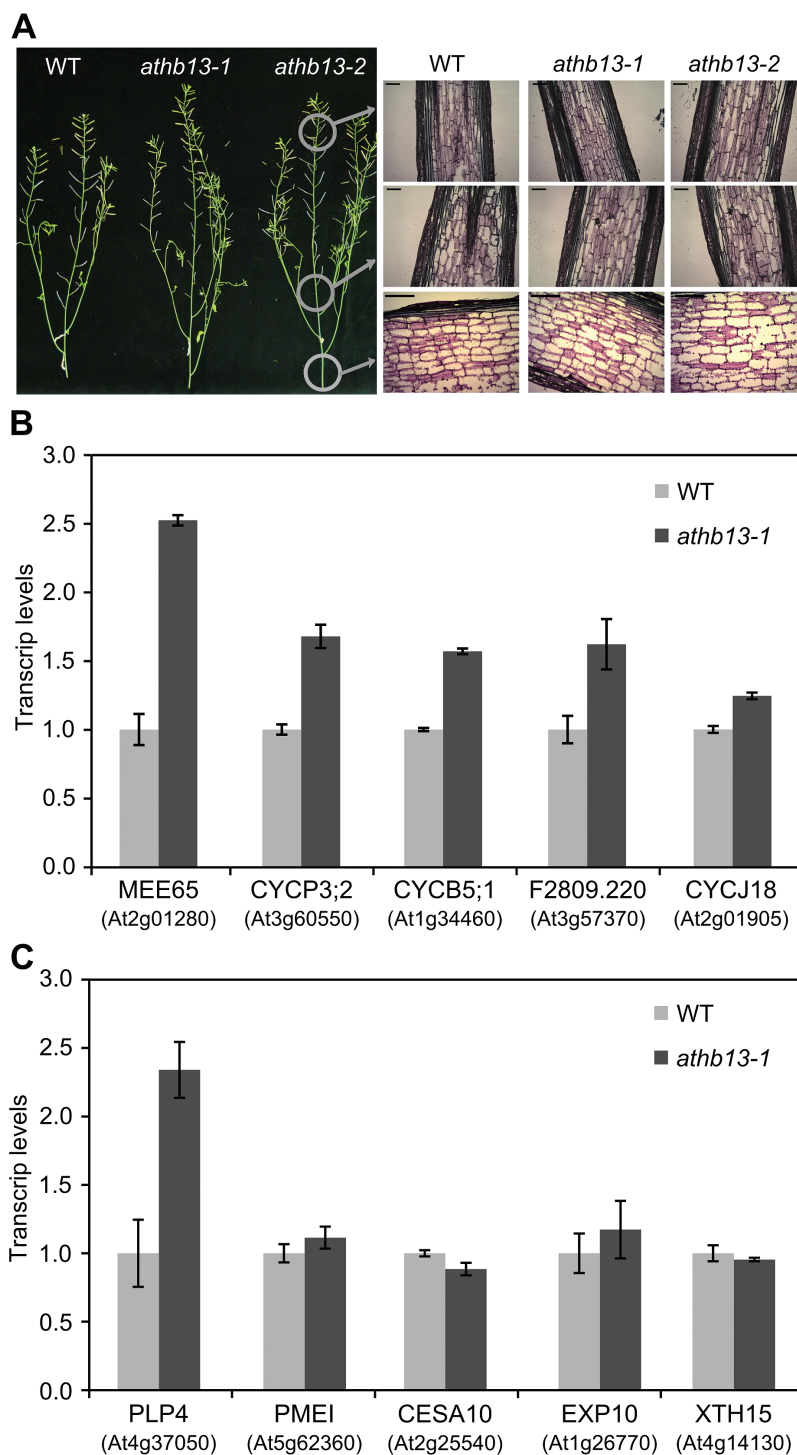 A
WT athb13-1 athb13-2 WT athb13-1 athb13-2
B
3.0
2.5
2.0
1.5
1.0
0.5
0.0
Transcrip levels
WT
athb13-1
MEE65 CYCP3;2 CYCB5;1 F2809.220 CYCJ18
(At2g01280) (At3g60550) (At1g34460) (At3g57370) (At2g01905)
C
3.0
2.5
2.0
1.5
1.0
0.5
0.0
Transcrip levels
WT
athb13-1
PLP4 PMEI CESA10 EXP10 XTH15
(At4g37050) (At5g62360) (At2g25540) (At1g26770) (At4g14130)